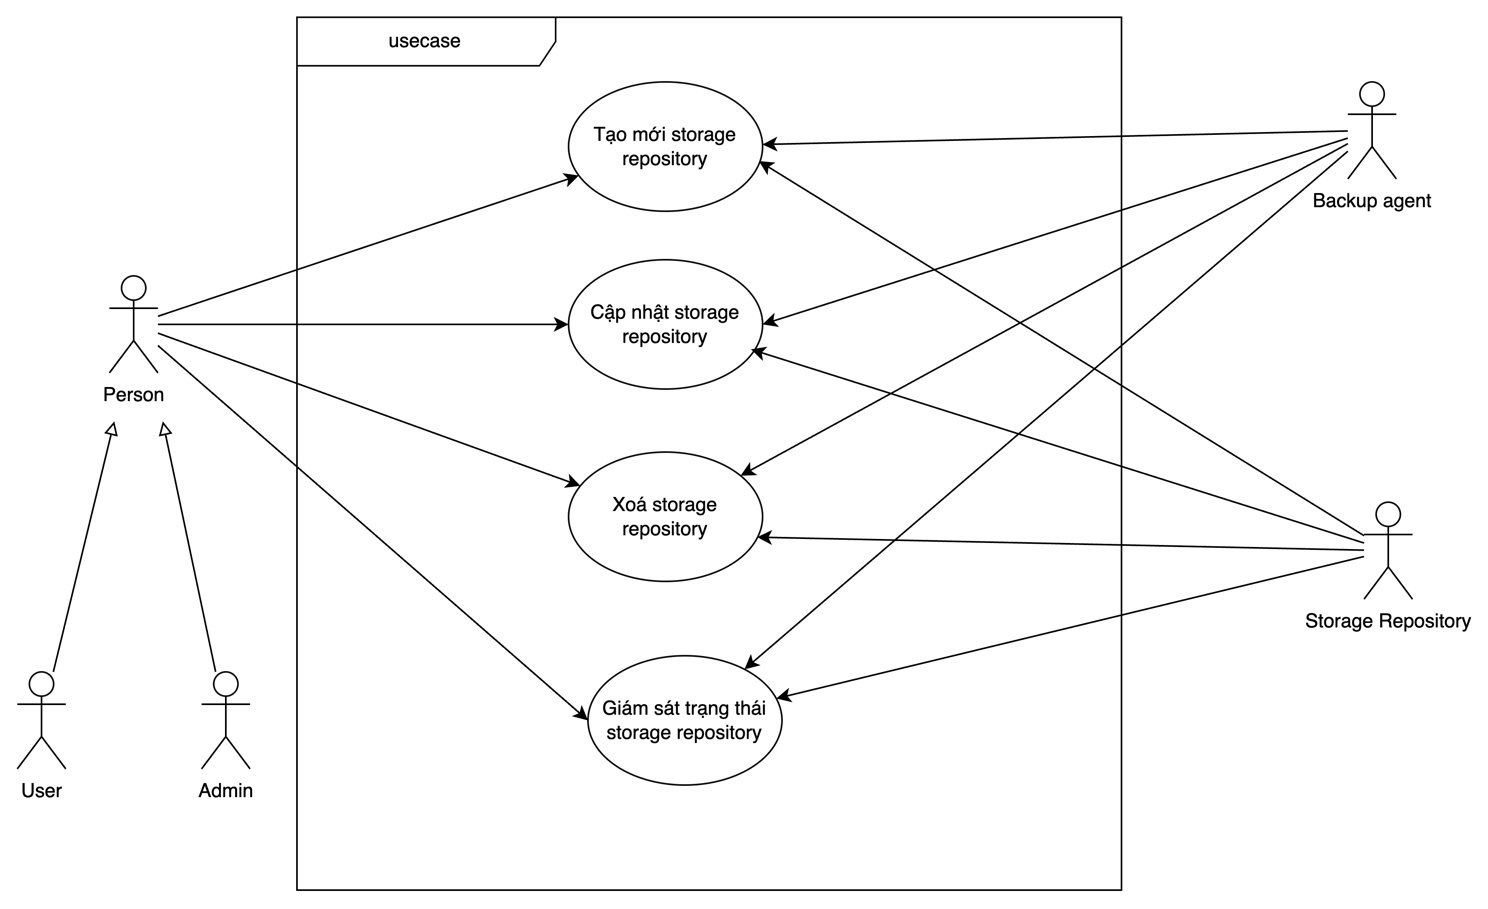 usecase
Tạo mới storage
repository
Backup agent
Cập nhật storage
repository
Person
Xoá storage
repository
Storage Repository
Giám sát trạng thái
storage repository
User
Admin